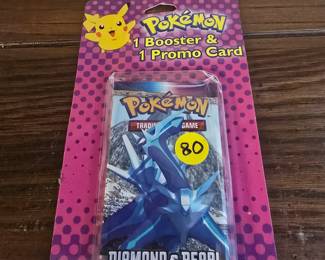 POKéMON
1 Booster &
1 Promo Card
POKéMON
TRADING CARD GAME
80
DIAMOND & PEARL